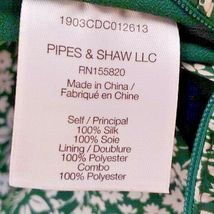 1903CDC012613
PIPES & SHAW LLC
RN155820
Made in China /
Fabriqué en Chine
Self / Principal
100% Silk
100% Soie
Lining / Doublure
100% Polyester
Combo
100% Polyester